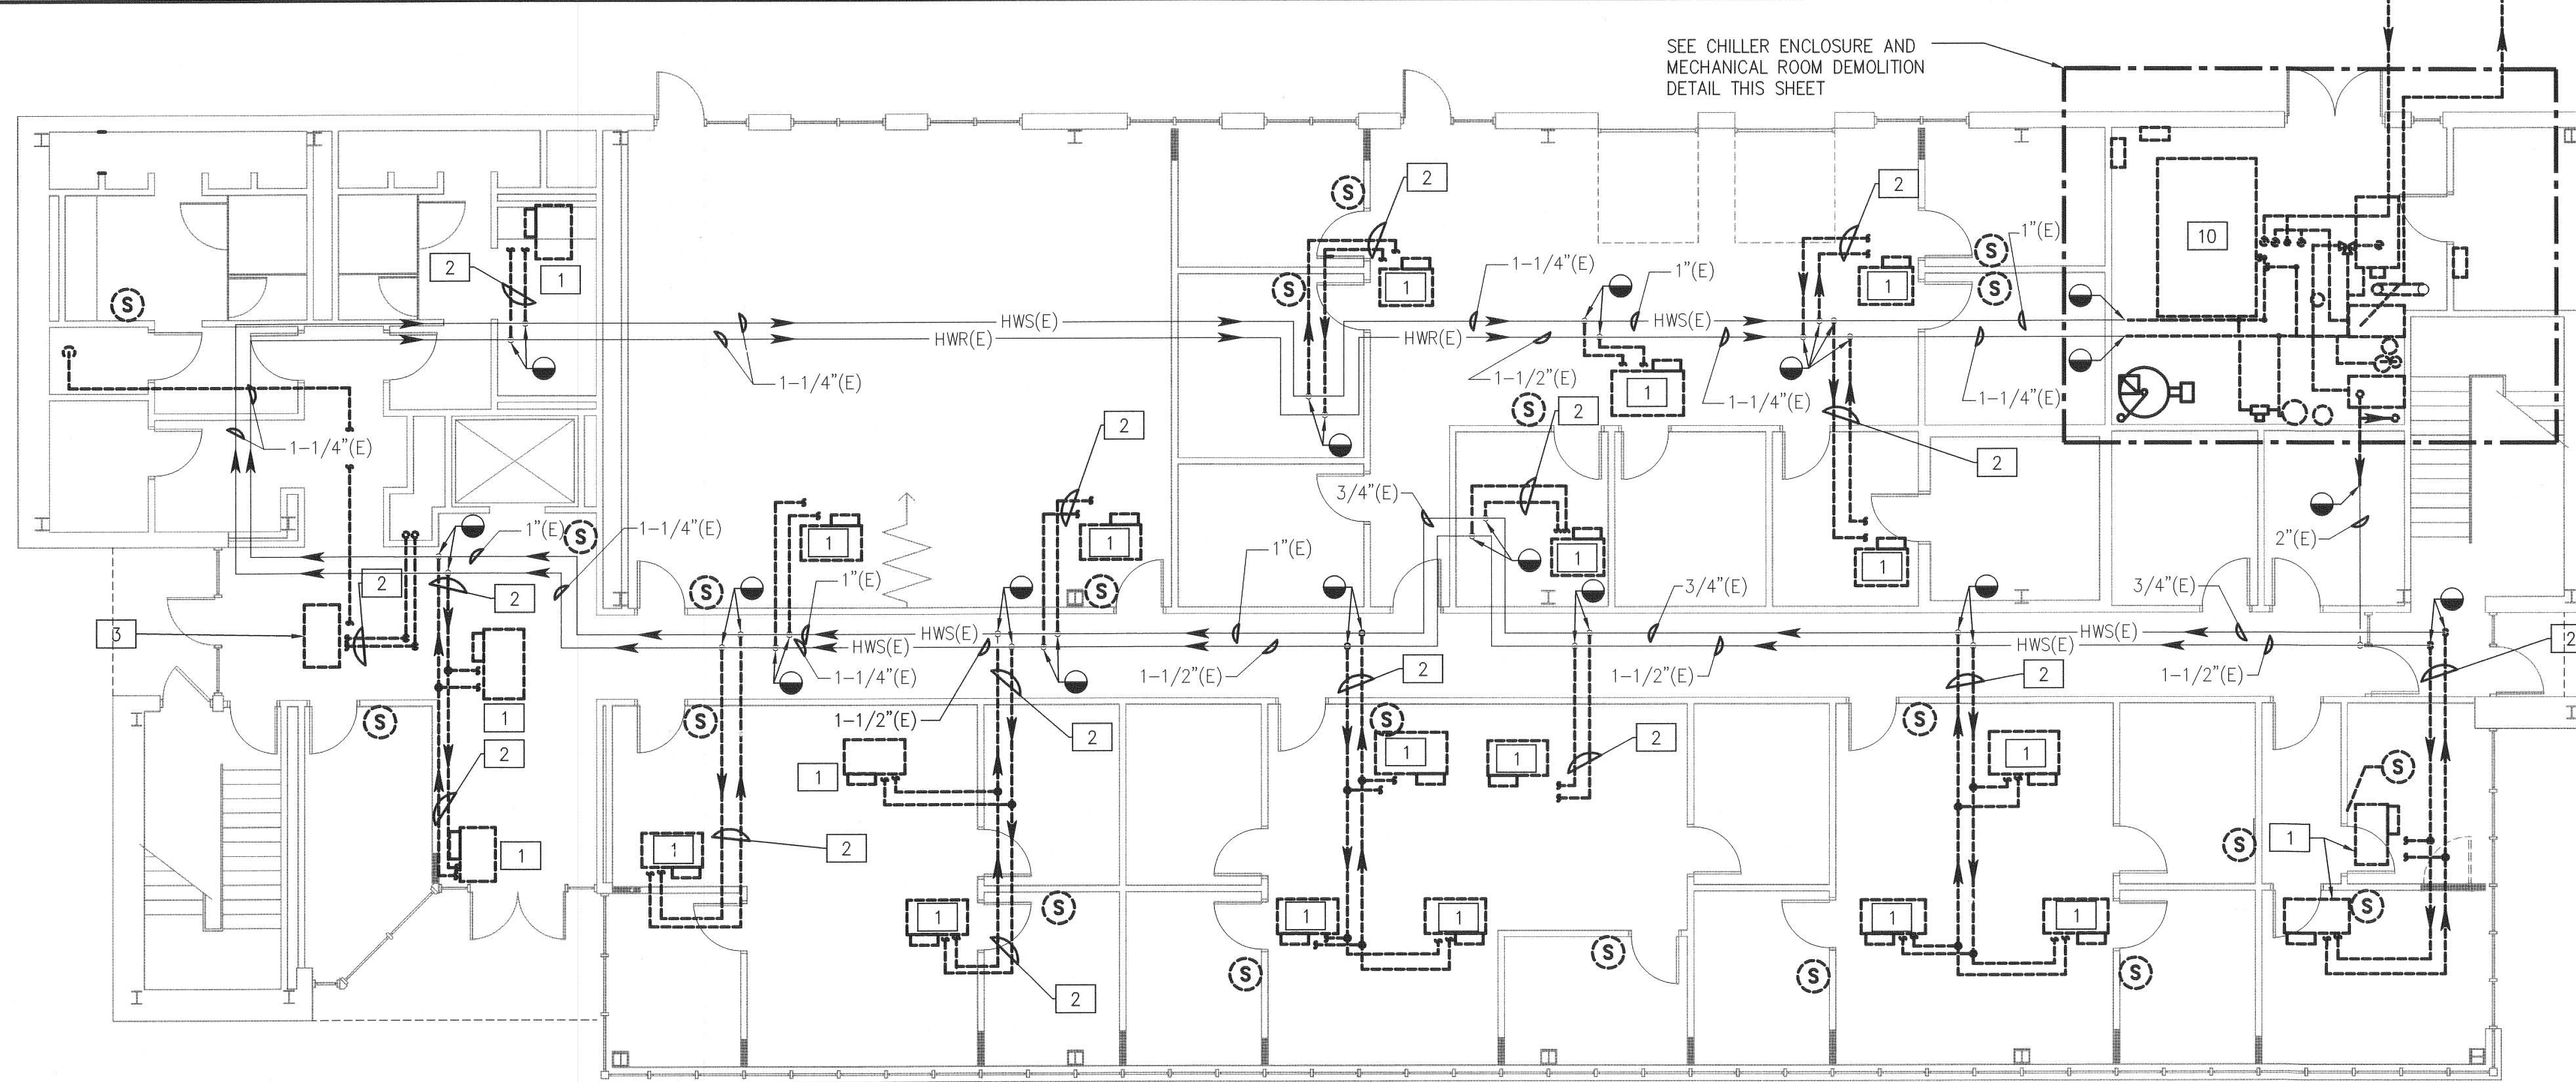 SEE CHILLER ENCLOSURE AND
MECHANICAL ROOM DEMOLITION
DETAIL THIS SHEET
2
2
S
1"(E)
S
10
2
1
S
1-1/4"(E)
1"(E)
1
1
S
S
S
HWS(E)
HWR(E)
HWS(E)
HWR(E)
1-1/4"(E)
1-1/2"(E)
1
1-1/4"(E)
1-1/4"(E)
S
2
2
1-1/4"(E)
2
3/4"(E)
1"(E)
S
1-1/4"(E)
1
1
1
1
2"(E)
1"(E)
2
2
S
1"(E)
S
3/4"(E)
3/4"(E)
3
HWS(E)
HWS(E)
HWS(E)
HWS(E)
2
1-1/4"(E)
1-1/2"(E)
2
1-1/2"(E)
2
1-1/2"(E)
1
S
S
1-1/2"(E)
2
S
2
S
2
1
1
1
1
S
2
1
1
2
S
1
S
1
1
1
1
1
S
S
2
S
S
S